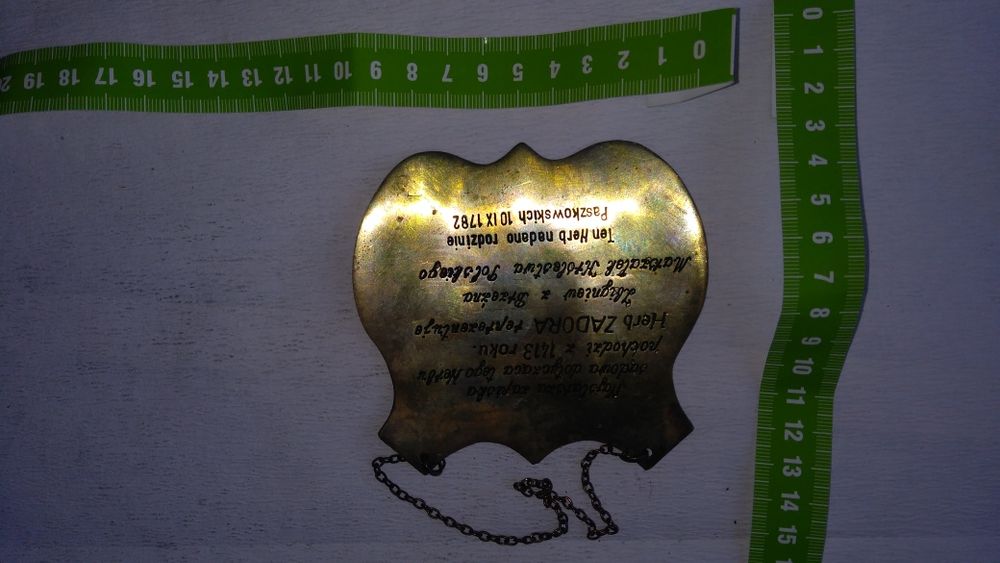 Najstarsza zapiska
sądowa dotycząca tego Herbu
pochodzi z 1413 roku.
Herb ZADORA reprezentuje
Zbigniew z Brzezia
Marszałek Królestwa Polskiego
Ten Herb nadano rodzinie
Paszkowskich 10 IX 1782
0 1 2 3 4 5 6 7 8 9 10 11 12 13 14 15 16 17 18 19
0 1 2 3 4 5 6 7 8 9 10 11 12 13 14 15